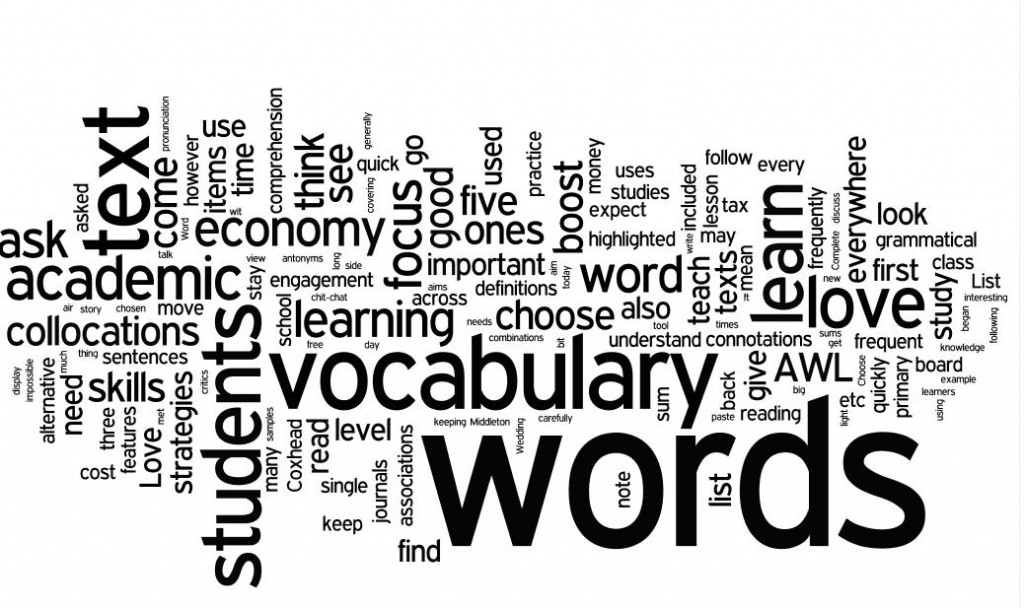 text
pronunciation
asked
come
however
Word
talk
use
items
time
wit
comprehension
think
see
generally
quick
covering
go
used
practice
money
uses
follow
every
everywhere
ask
economy
focus
good
five
ones
boost
studies
expect
highlighted
included
write
lesson
tax
may
learn
frequently
discuss
Complete
look
grammatical
academic
view
stay
antonyms
long
side
engagement
important
aim
today
definitions
word
teach
texts
mean
It
new
first
class
List
interesting
air
story
chosen
move
chit-chat
school
aims
across
learning
needs
choose
also
tool
times
love
study
began
following
collocations
students
free
day
combinations
bit
understand
connotations
sums
get
frequent
knowledge
display
impossible
alternative
much
thing
sentences
need
skills
critics
vocabulary
sum
back
give
AWL
big
Choose
quickly
primary
board
example
learners
using
etc
light
three
features
Love
met
strategies
samples
many
Coxhead
read
level
keeping
Middleton
Wedding
carefully
paste
reading
cost
single
journals
associations
words
note
list
keep
find